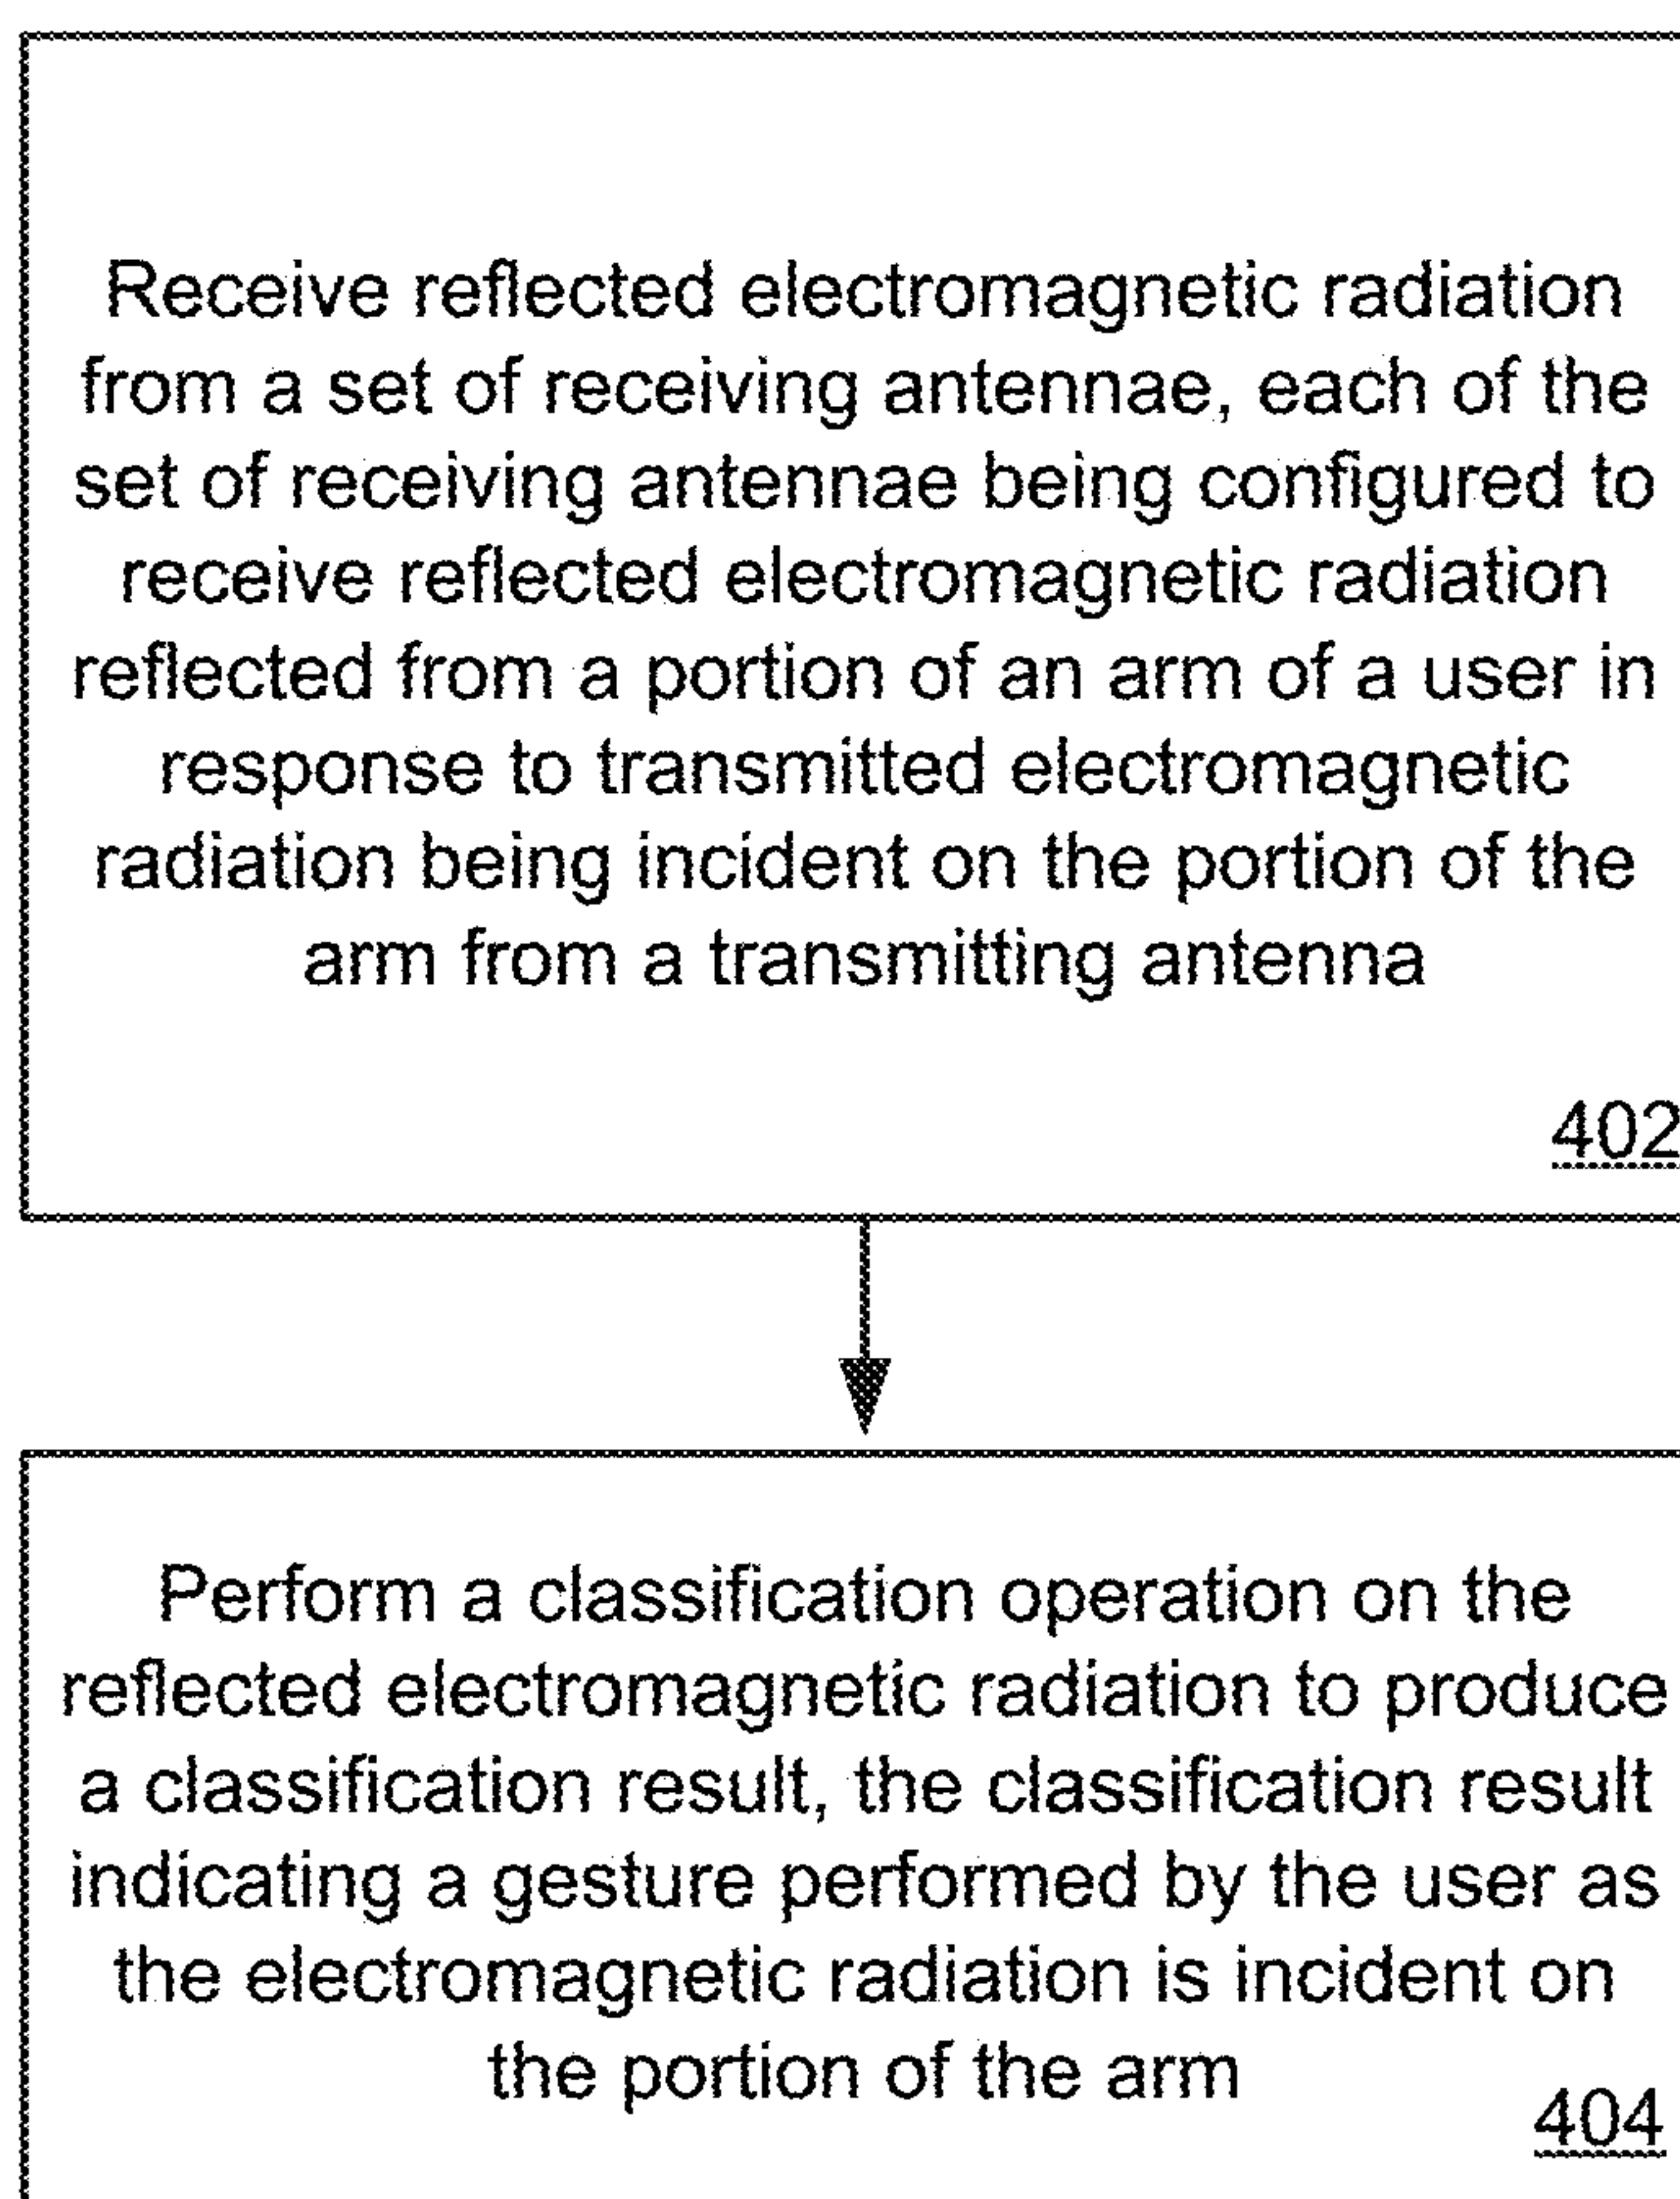 Receive reflected electromagnetic radiation
from a set of receiving antennae, each of the
set of receiving antennae being configured to
receive reflected electromagnetic radiation
reflected from a portion of an arm of a user in
response to transmitted electromagnetic
radiation being incident on the portion of the
arm from a transmitting antenna
402
Perform a classification operation on the
reflected electromagnetic radiation to produce
a classification result, the classification result
indicating a gesture performed by the user as
the electromagnetic radiation is incident on
the portion of the arm
404